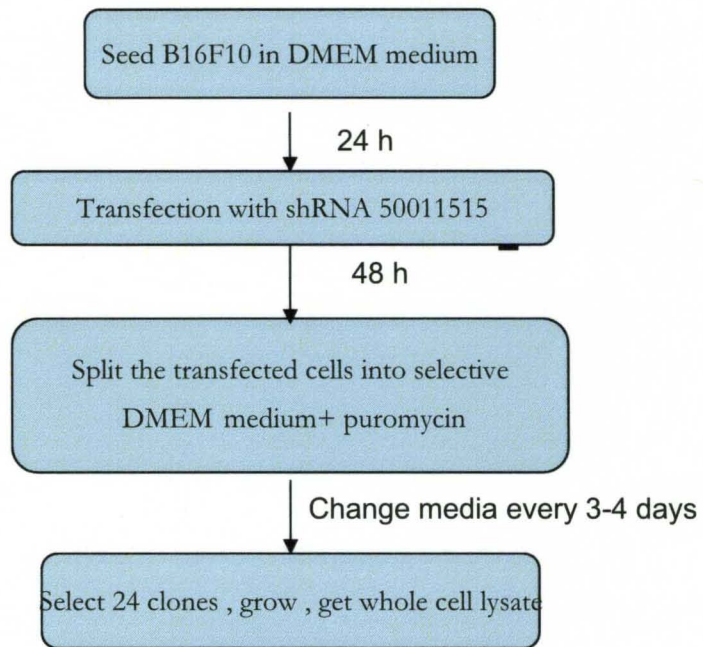 Seed B16F10 in DMEM medium
24 h
Transfection with shRNA 50011515
48 h
Split the transfected cells into selective
DMEM medium+ puromycin
Change media every 3-4 days
Select 24 clones , grow , get whole cell lysate